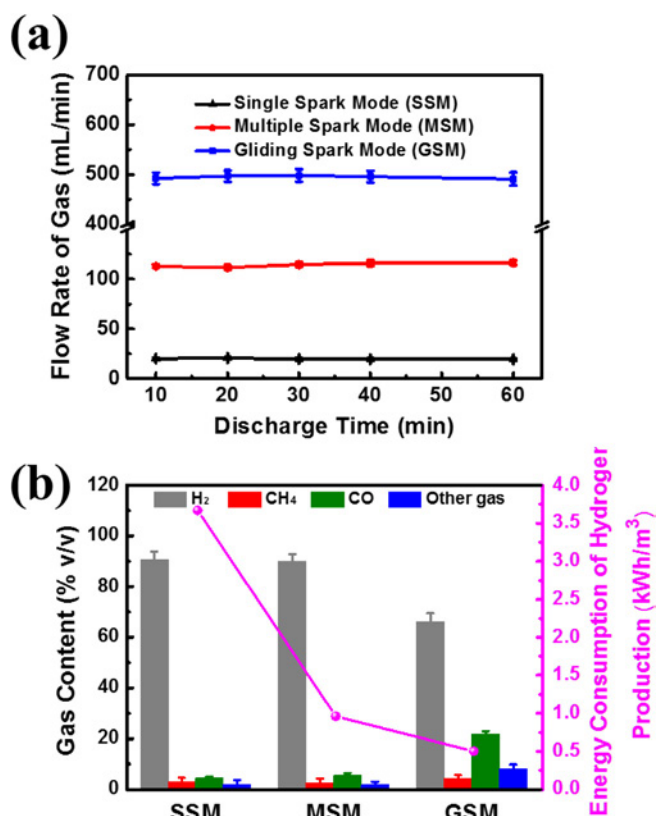 (a)
700
600
500
400
100
50
0
Flow Rate of Gas (mL/min)
Single Spark Mode (SSM)
Multiple Spark Mode (MSM)
Gliding Spark Mode (GSM)
10 20 30 40 50 60
Discharge Time (min)
(b)
120
100
80
60
40
20
0
Gas Content (% v/v)
H₂ CH₄ CO Other gas
4.0
3.5
3.0
2.5
2.0
1.5
1.0
0.5
0.0
Energy Consumption of Hydroger
Production (kWh/m³)
SSM MSM GSM